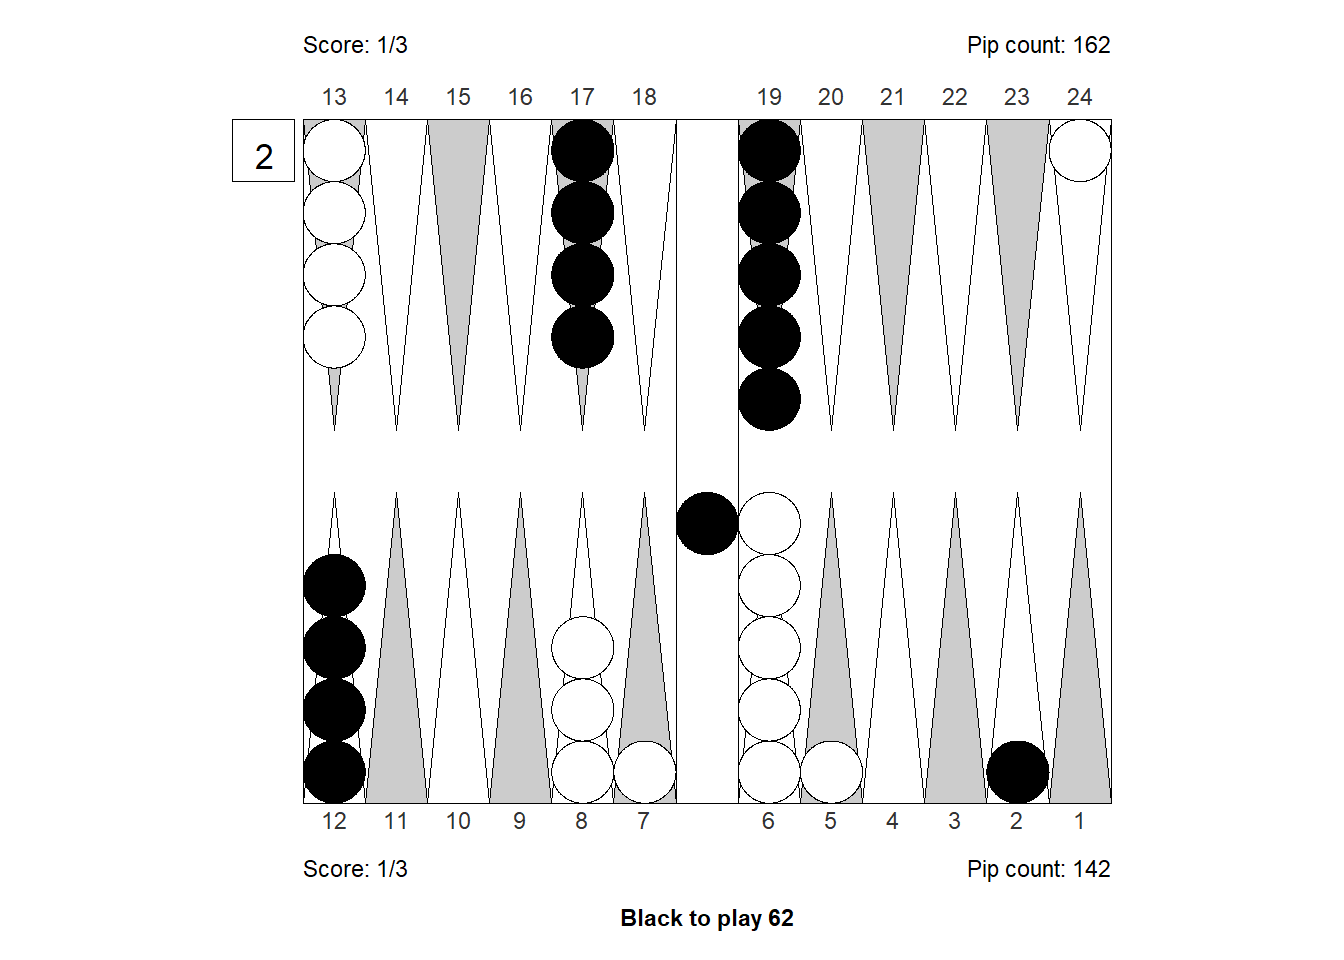 Score: 1/3 Pip count: 162
13 14 15 16 17 18 19 20 21 22 23 24
2
12 11 10 9 8 7 6 5 4 3 2 1
Score: 1/3 Pip count: 142
Black to play 62